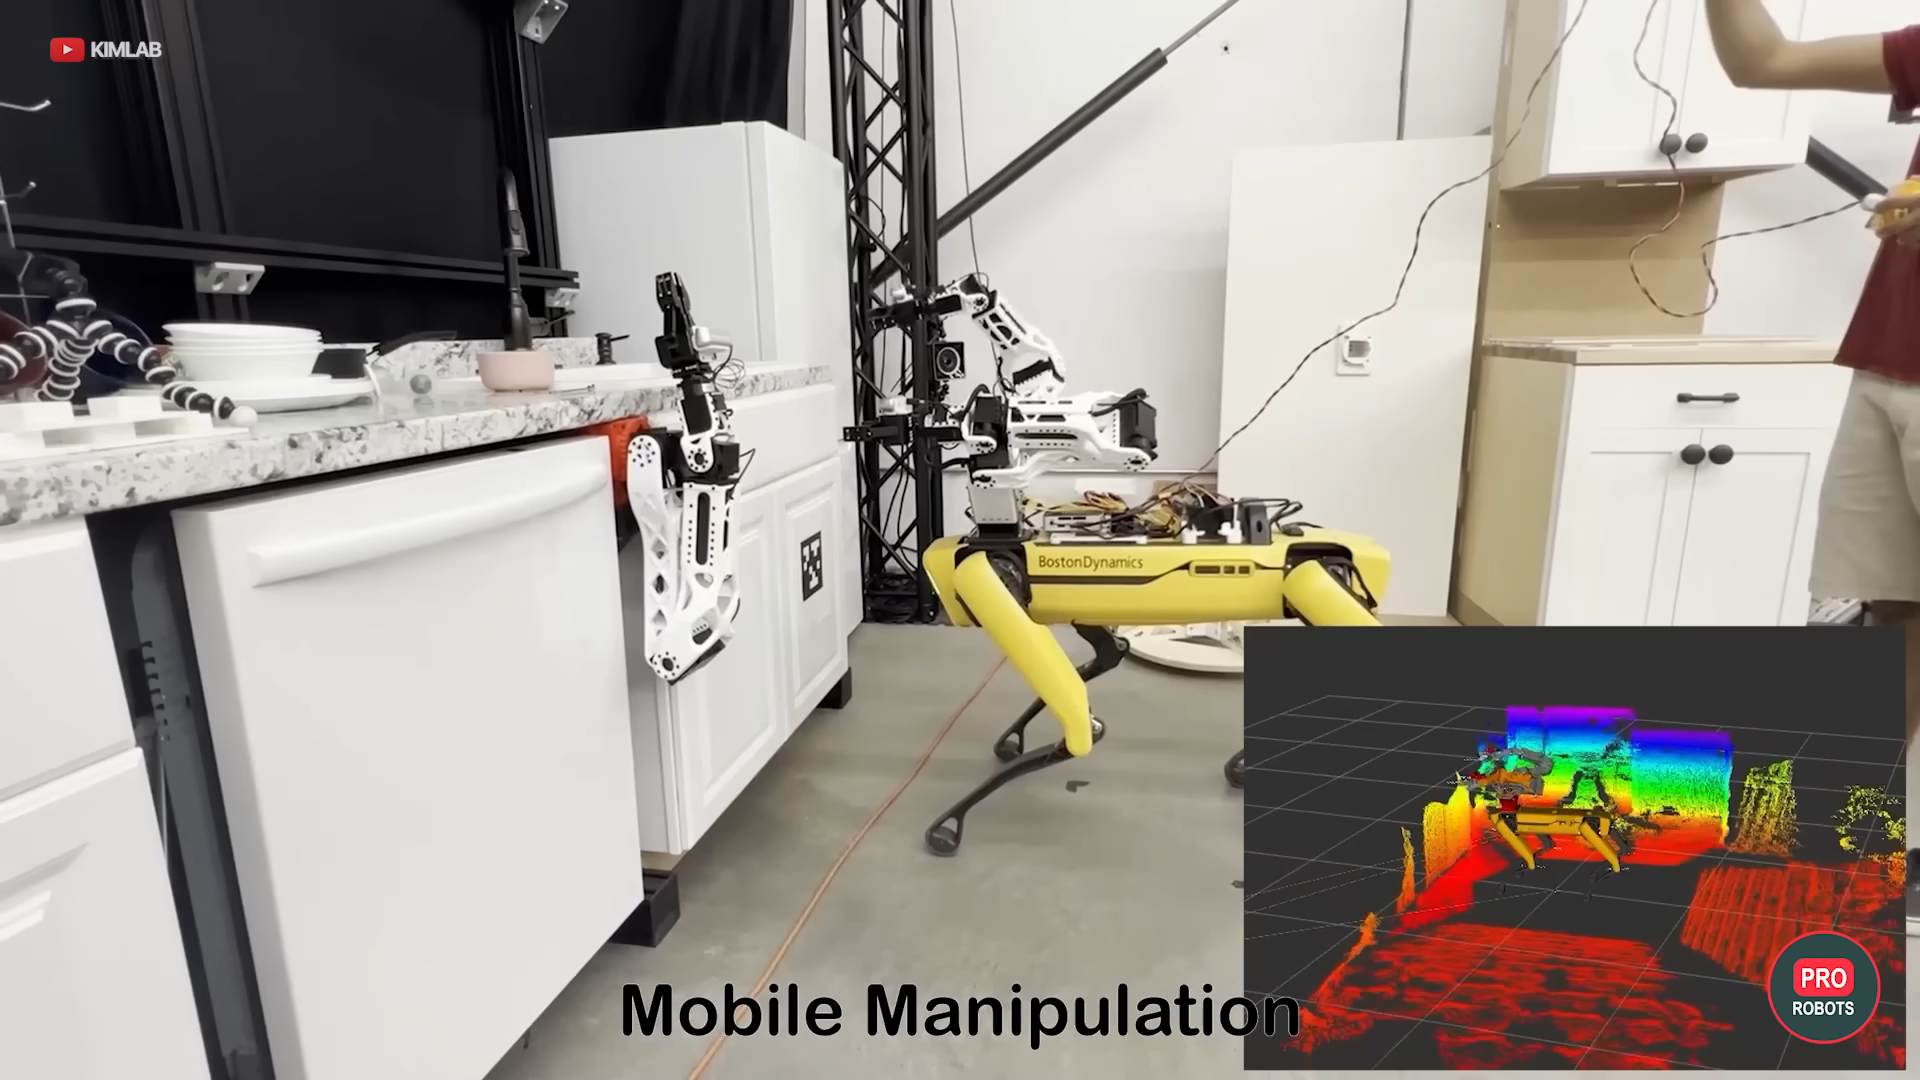 KIMLAB
BostonDynamics
Mobile Manipulation
PRO
ROBOTS